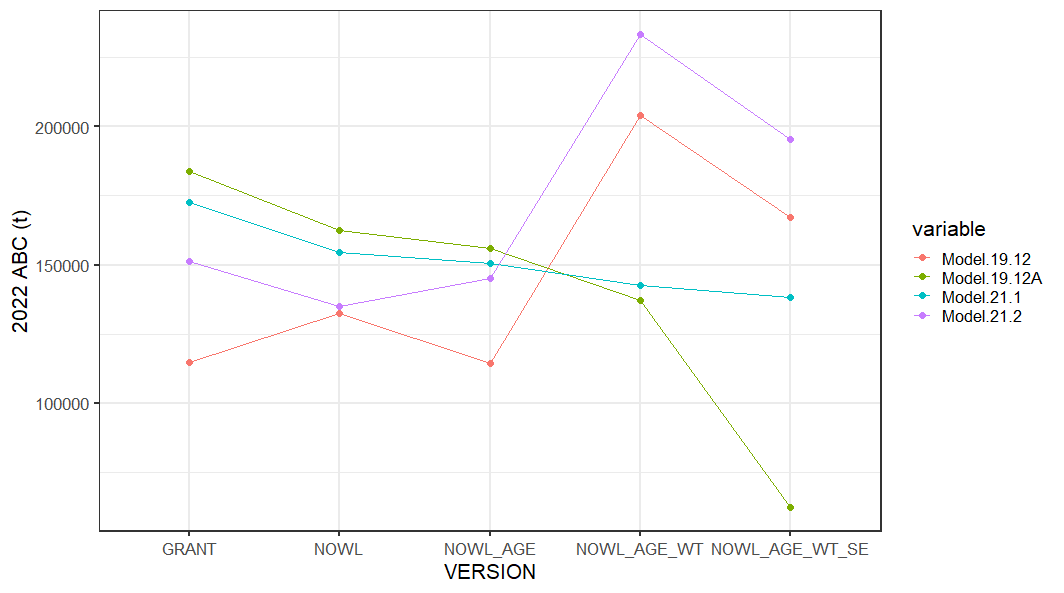 2022 ABC (t)
200000
150000
100000
GRANT
NOWL
NOWL_AGE
NOWL_AGE_WT
NOWL_AGE_WT_SE
VERSION
variable
Model.19.12
Model.19.12A
Model.21.1
Model.21.2